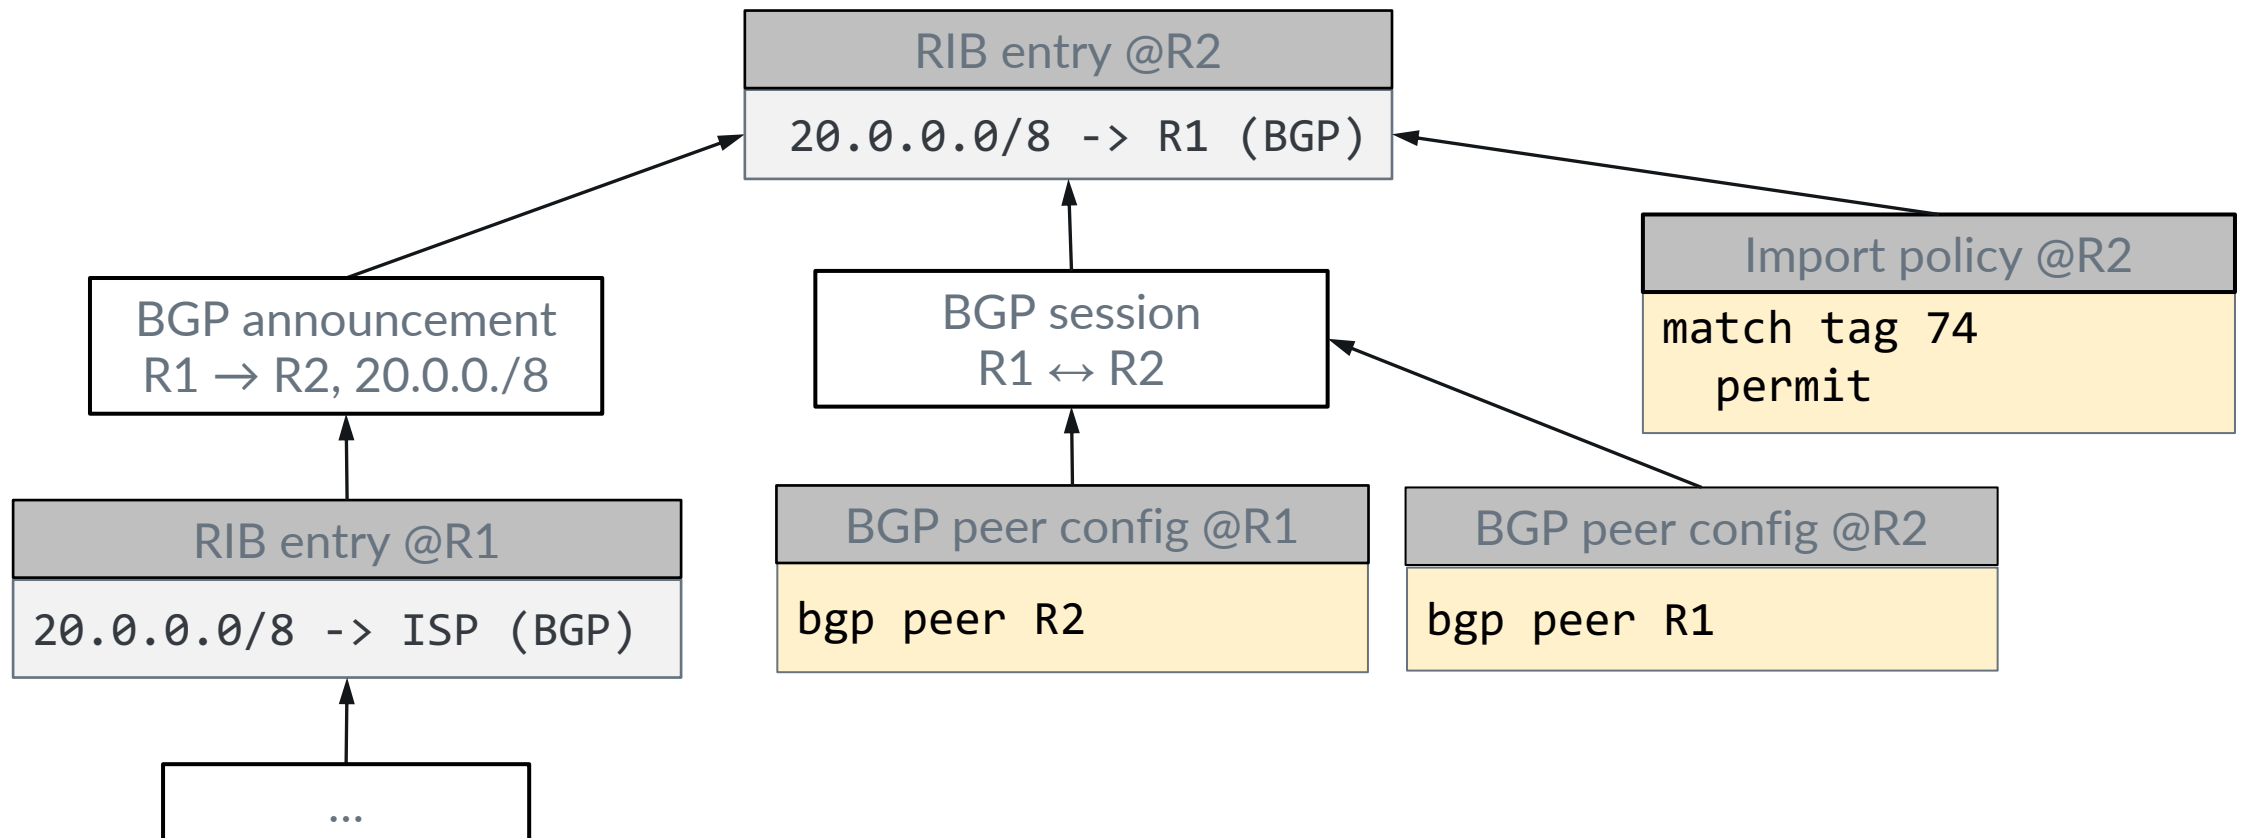 RIB entry @R2
20.0.0.0/8 -> R1 (BGP)
Import policy @R2
match tag 74
permit
BGP announcement
R1 → R2, 20.0.0./8
BGP session
R1 ↔ R2
RIB entry @R1
20.0.0.0/8 -> ISP (BGP)
BGP peer config @R1
bgp peer R2
BGP peer config @R2
bgp peer R1
...